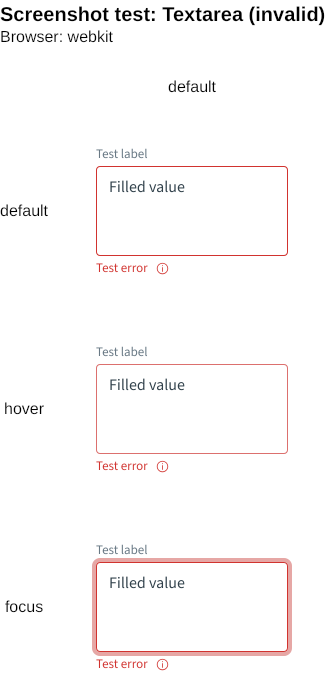 Screenshot test: Textarea (invalid)
Browser: webkit
default
Test label
default
Filled value
Test error
Test label
hover
Filled value
Test error
Test label
focus
Filled value
Test error